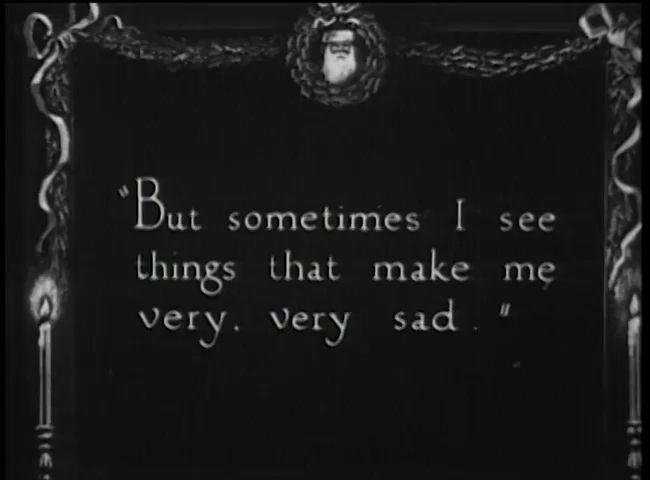 "But sometimes I see
things that make me
very, very sad."